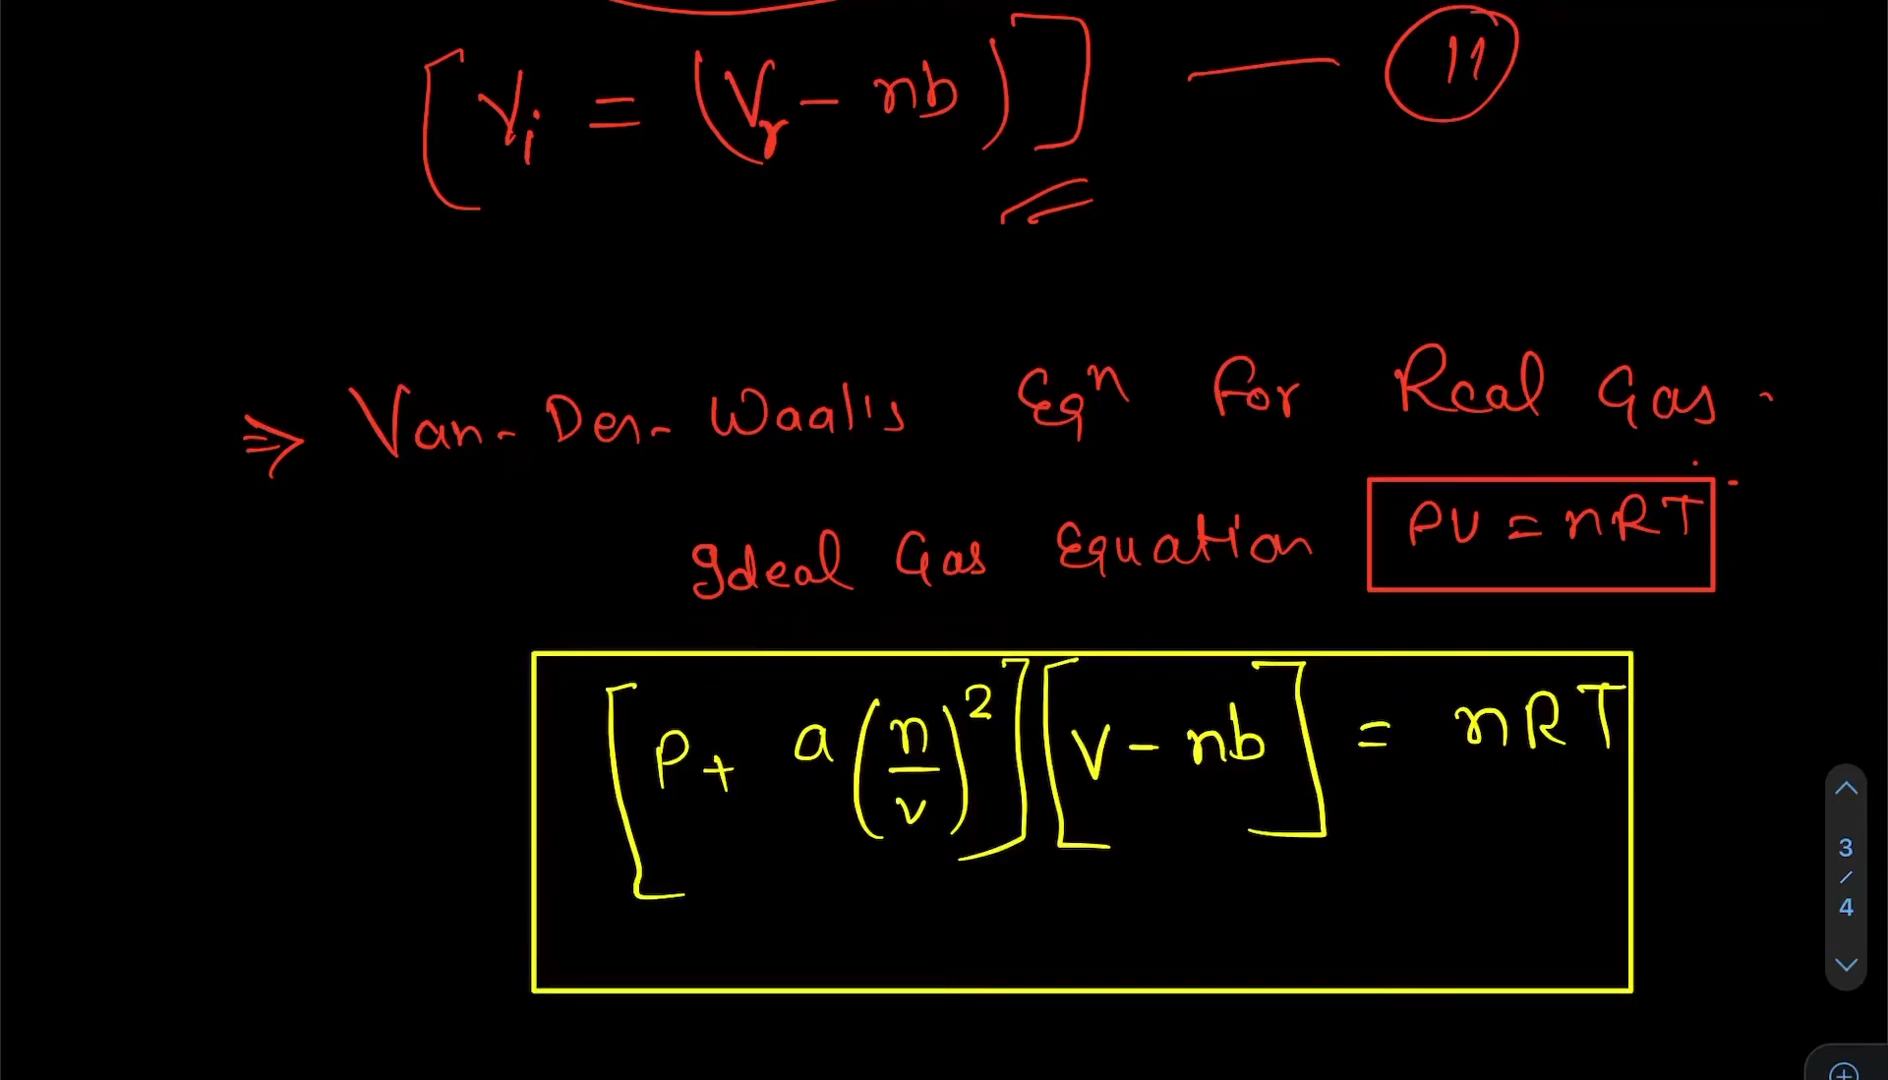 [Vi = (Vr - nb)] — 11
⇒ Van-Der-Waal's Eqn For Real Gas.
Ideal Gas Equation PV = nRT
[P + a(n/v)²][V - nb] = nRT
3
/
4